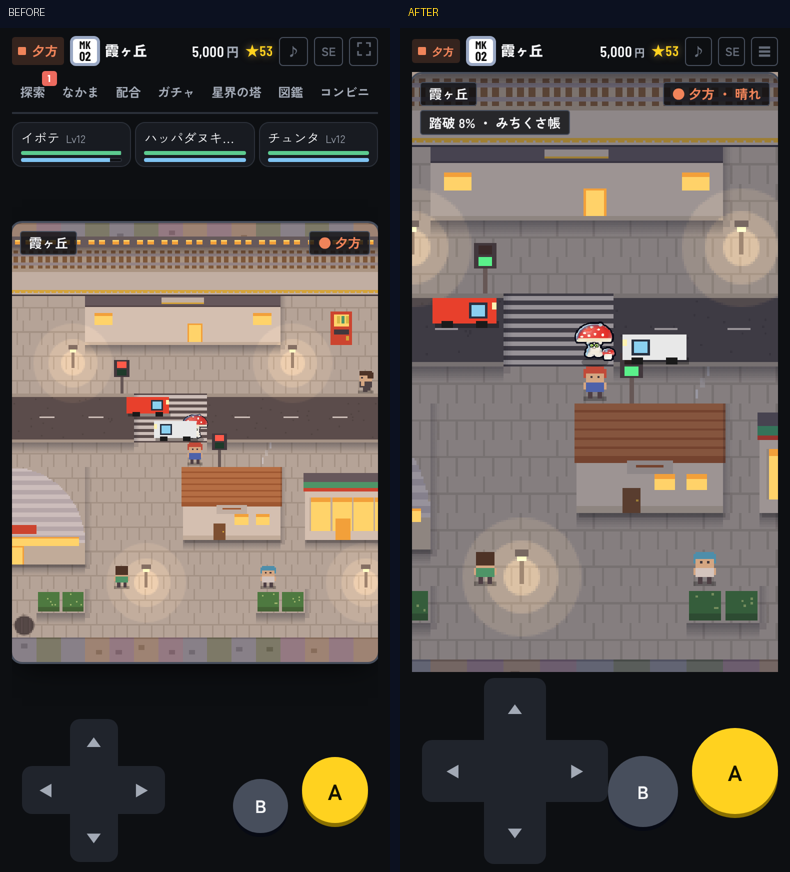 BEFORE
夕方 MK 02 霞ヶ丘 5,000円 ★53 ♪ SE
1
探索 なかま 配合 ガチャ 星界の塔 図鑑 コンビニ
イボテ Lv12 ハッパダヌキ… チュンタ Lv12
霞ヶ丘 夕方
B A
AFTER
夕方 MK 02 霞ヶ丘 5,000円 ★53 ♪ SE
霞ヶ丘 夕方 ・ 晴れ
踏破 8% ・ みちくさ帳
B A